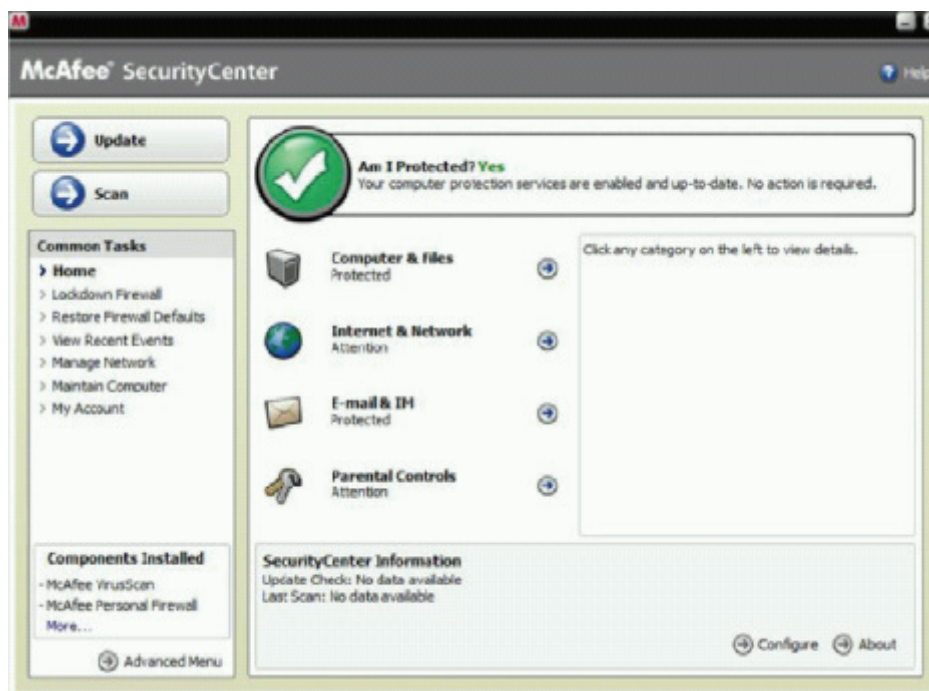 M
McAfee® SecurityCenter
Help
Update
Scan
Common Tasks
Home
Lockdown Firewall
Restore Firewall Defaults
View Recent Events
Manage Network
Maintain Computer
My Account
Components Installed
- McAfee VirusScan
- McAfee Personal Firewall
More...
Advanced Menu
Am I Protected? Yes
Your computer protection services are enabled and up-to-date. No action is required.
Computer & Files
Protected
Internet & Network
Attention
E-mail & IM
Protected
Parental Controls
Attention
Click any category on the left to view details.
SecurityCenter Information
Update Check: No data available
Last Scan: No data available
Configure
About